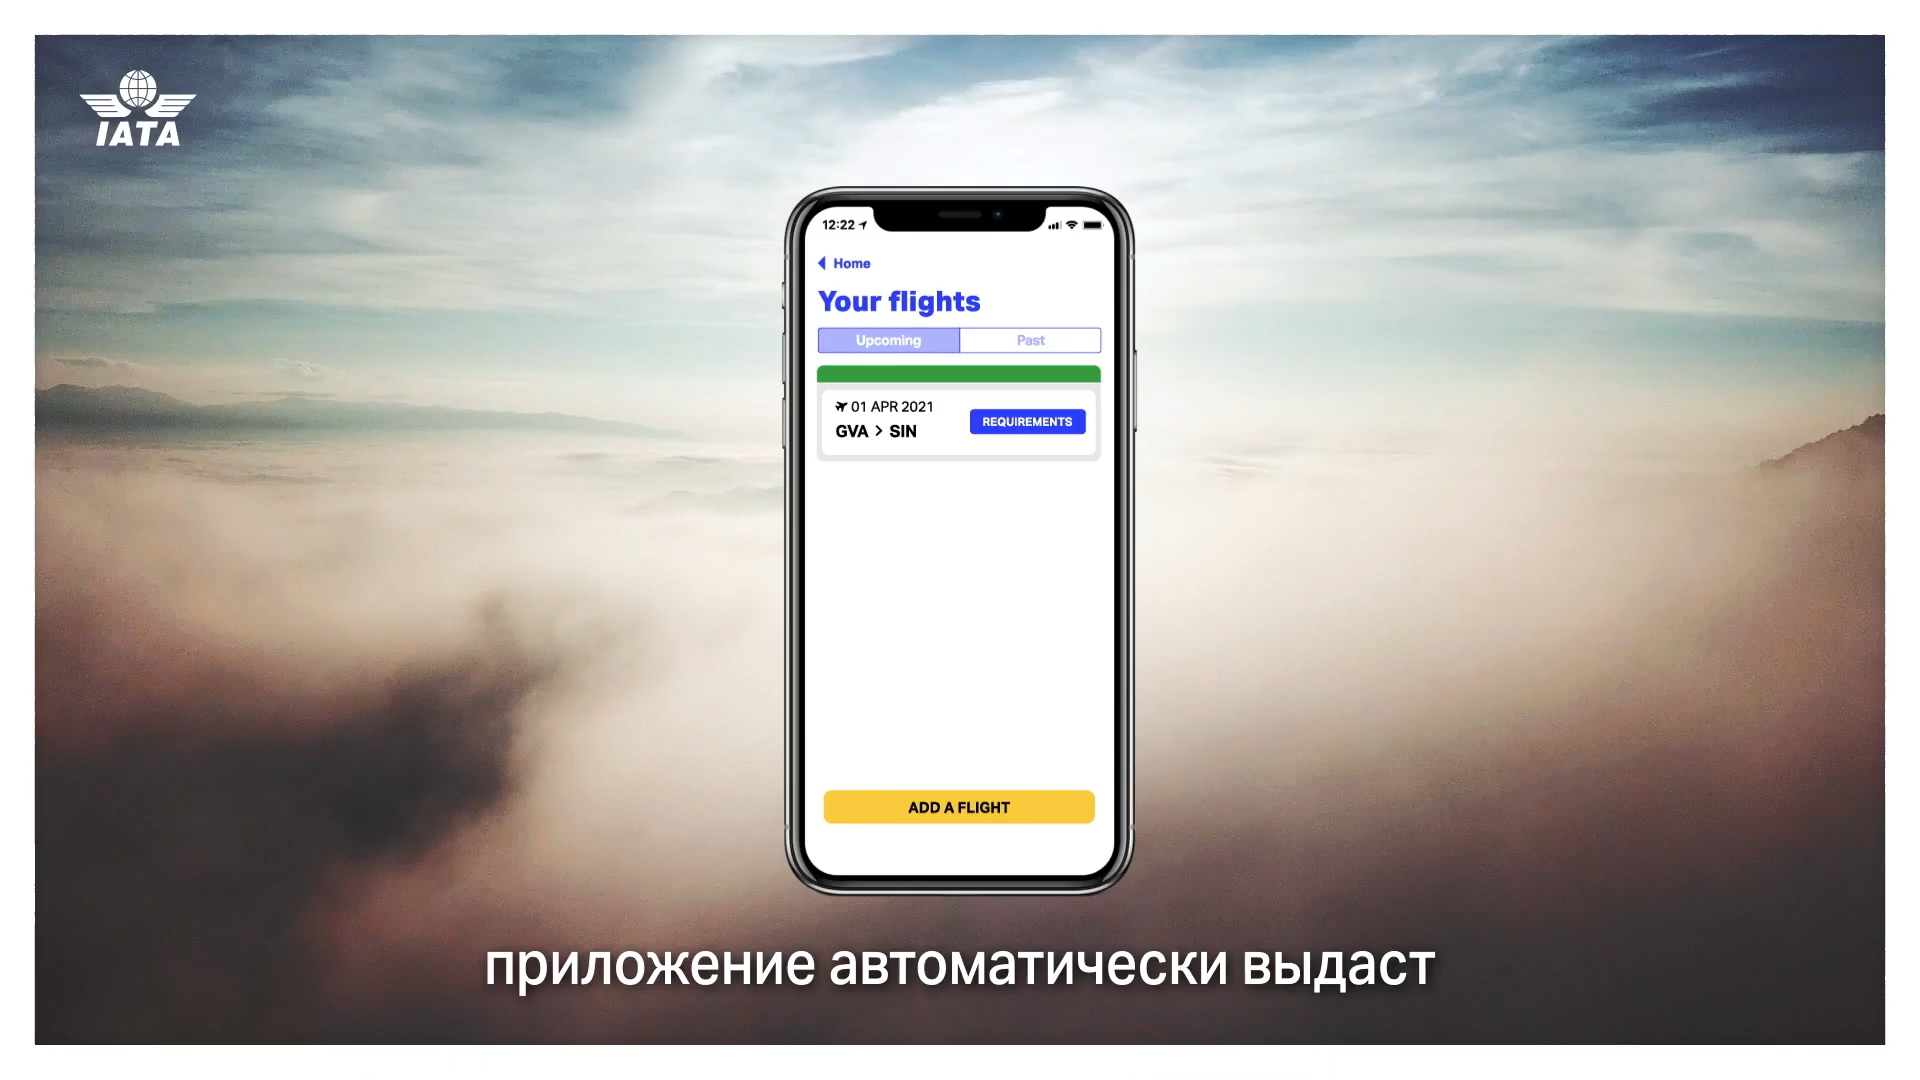 IATA
12:22
Home
Your flights
Upcoming
Past
01 APR 2021
GVA > SIN
REQUIREMENTS
ADD A FLIGHT
приложение автоматически выдаст